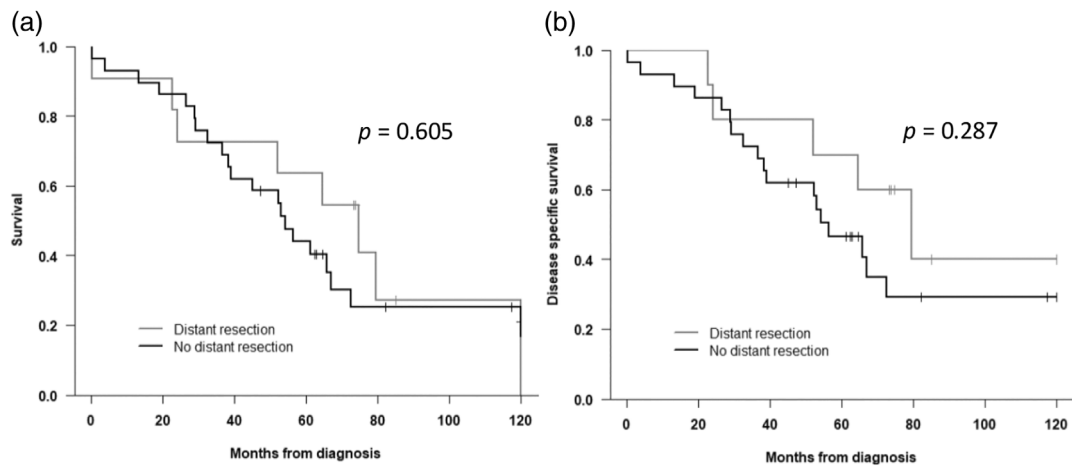 (a)
1.0
0.8
0.6
0.4
0.2
0.0
Survival
p = 0.605
Distant resection
No distant resection
0 20 40 60 80 100 120
Months from diagnosis
(b)
1.0
0.8
0.6
0.4
0.2
0.0
Disease specific survival
p = 0.287
Distant resection
No distant resection
0 20 40 60 80 100 120
Months from diagnosis